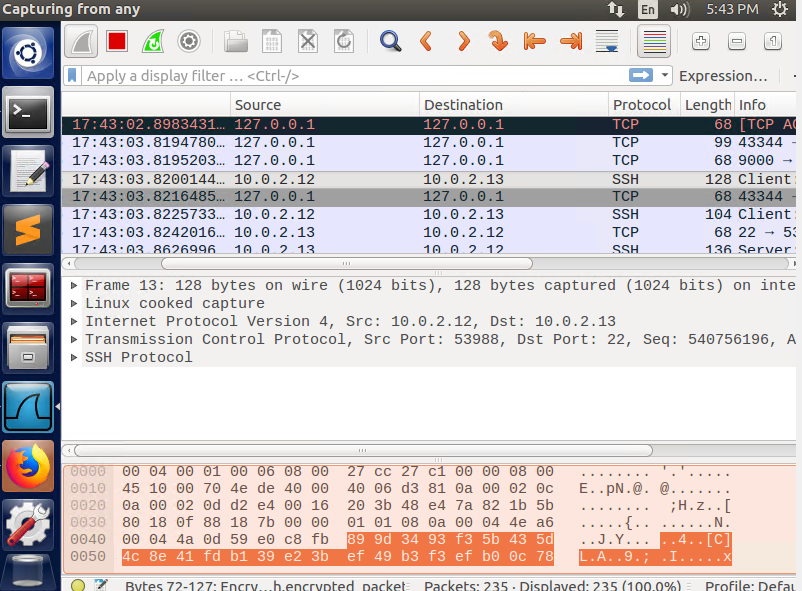 Capturing from any
En
5:43 PM
Apply a display filter … <Ctrl-/>
Expression…
Source Destination Protocol Length Info
17:43:02.8983431… 127.0.0.1 127.0.0.1 TCP 68 [TCP AC
17:43:03.8194780… 127.0.0.1 127.0.0.1 TCP 99 43344 →
17:43:03.8195203… 127.0.0.1 127.0.0.1 TCP 68 9000 →
17:43:03.8200144… 10.0.2.12 10.0.2.13 SSH 128 Client:
17:43:03.8216485… 127.0.0.1 127.0.0.1 TCP 68 43344 →
17:43:03.8225733… 10.0.2.12 10.0.2.13 SSH 104 Client:
17:43:03.8242016… 10.0.2.13 10.0.2.12 TCP 68 22 → 53
17:43:03.8626996… 10.0.2.13 10.0.2.12 SSH 136 Server:
Frame 13: 128 bytes on wire (1024 bits), 128 bytes captured (1024 bits) on inte
Linux cooked capture
Internet Protocol Version 4, Src: 10.0.2.12, Dst: 10.0.2.13
Transmission Control Protocol, Src Port: 53988, Dst Port: 22, Seq: 540756196, A
SSH Protocol
0000 00 04 00 01 00 06 08 00 27 cc 27 c1 00 00 08 00 ........ '.'.....
0010 45 10 00 70 4e de 40 00 40 06 d3 81 0a 00 02 0c E..pN.@. @.......
0020 0a 00 02 0d d2 e4 00 16 20 3b 48 e4 7a 82 1b 5b ........ ;H.z..[
0030 80 18 0f 88 18 7b 00 00 01 01 08 0a 00 04 4e a6 .....{.. ......N.
0040 00 04 4a 0d 59 e0 c8 fb 89 9d 34 93 f3 5b 43 5d ..J.Y... ..4..[C]
0050 4c 8e 41 fd b1 39 e2 3b ef 49 b3 f3 ef b0 0c 78 L.A..9.; .I.....x
Bytes 72-127: Encry…h.encrypted_packet Packets: 235 · Displayed: 235 (100.0%) Profile: Defau